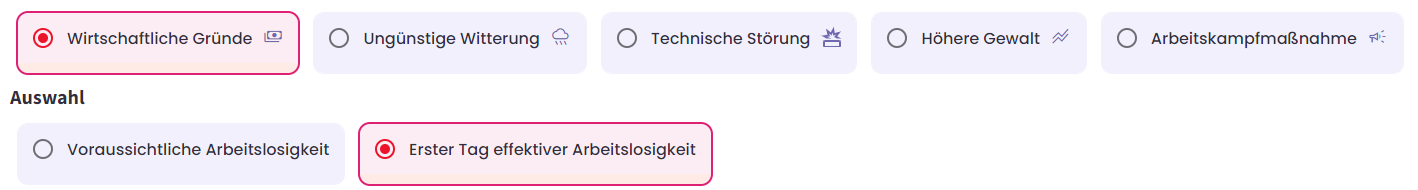 Wirtschaftliche Gründe Ungünstige Witterung Technische Störung Höhere Gewalt Arbeitskampfmaßnahme
Auswahl
Voraussichtliche Arbeitslosigkeit Erster Tag effektiver Arbeitslosigkeit